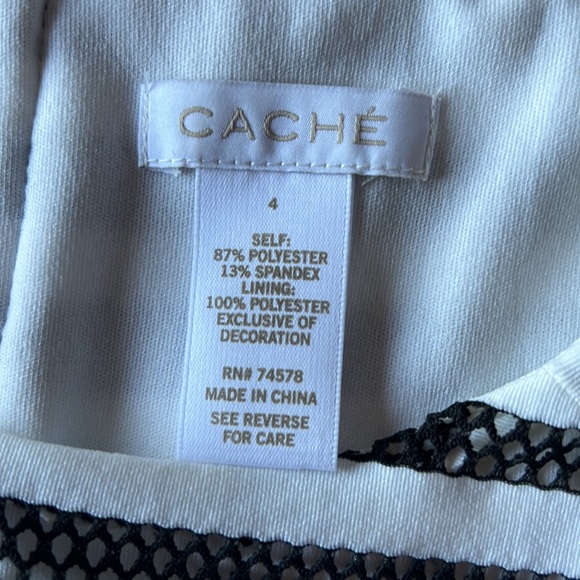 CACHÉ
4
SELF:
87% POLYESTER
13% SPANDEX
LINING:
100% POLYESTER
EXCLUSIVE OF
DECORATION
RN# 74578
MADE IN CHINA
SEE REVERSE
FOR CARE